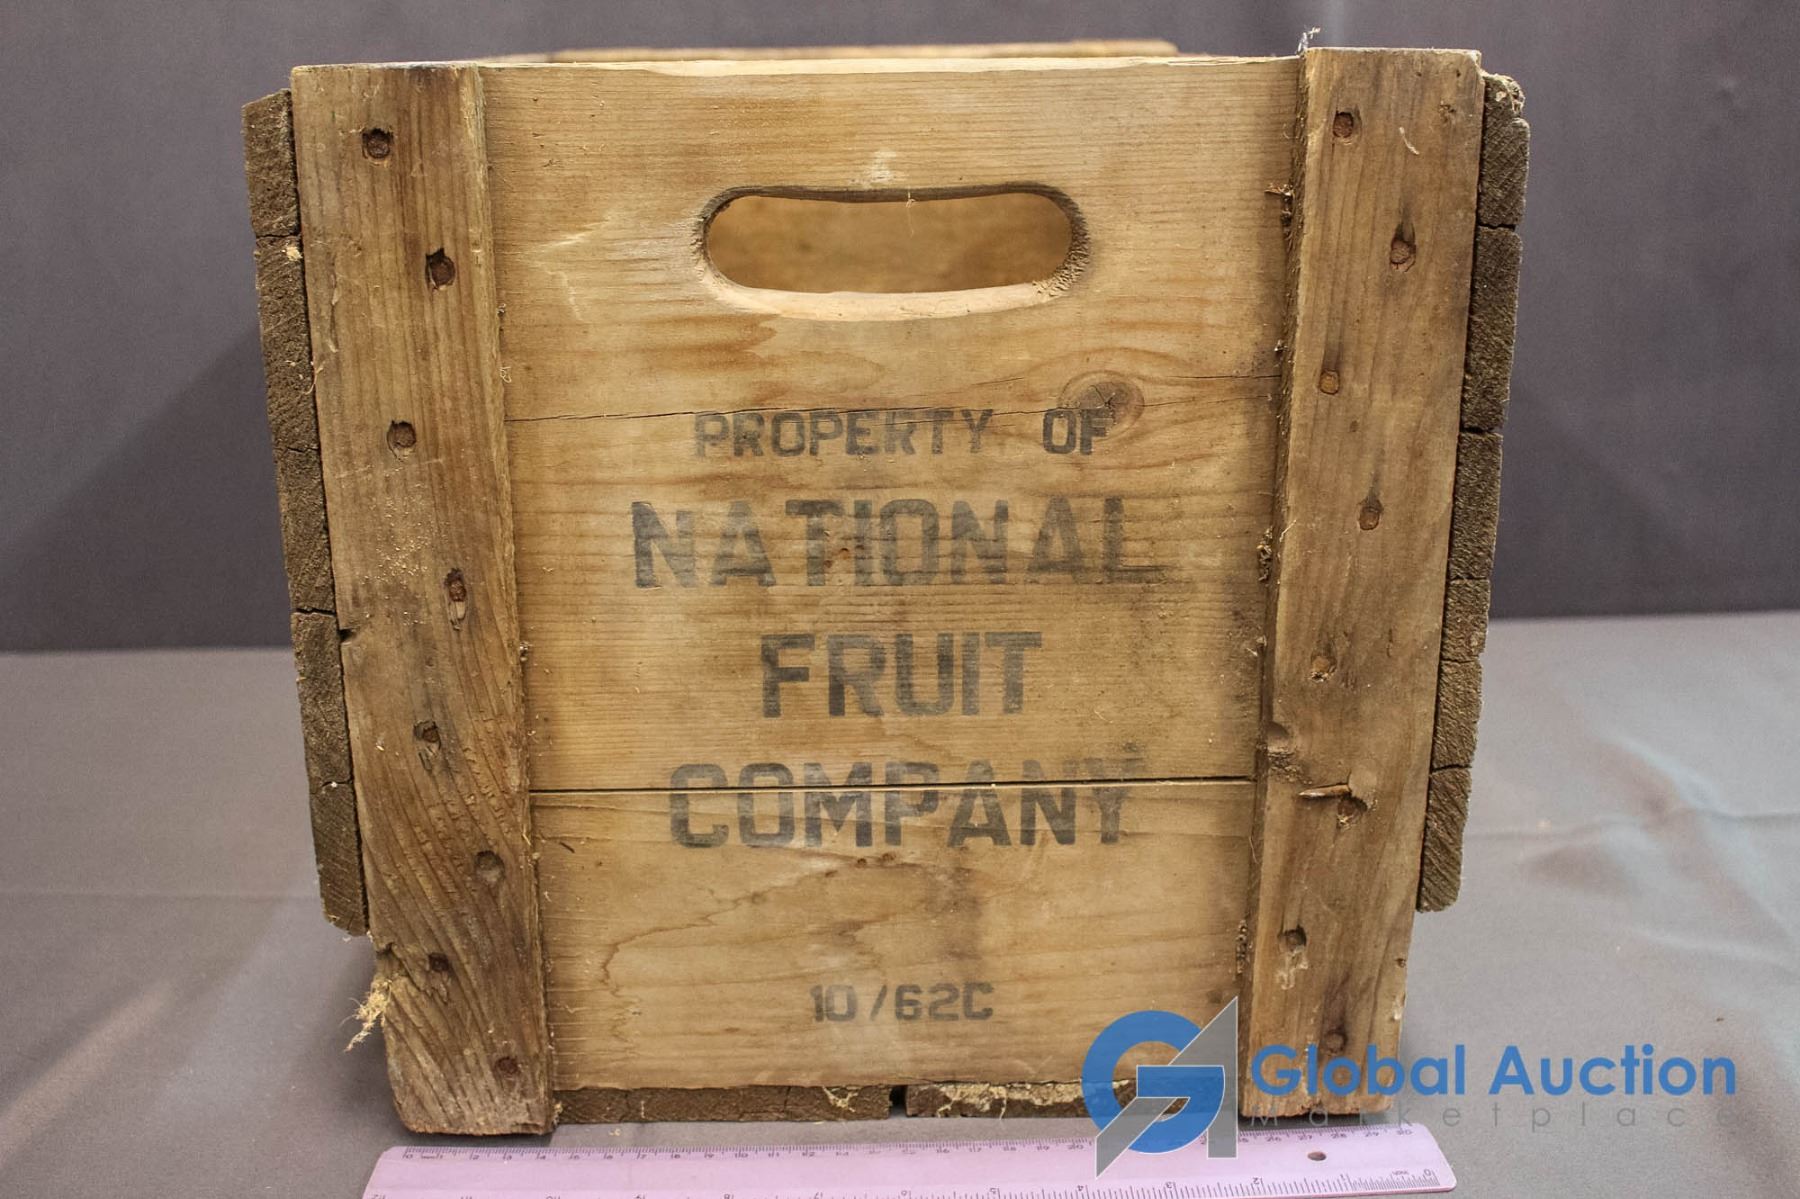 PROPERTY OF
NATIONAL
FRUIT
COMPANY
10/62C
Global Auction
Marketplace